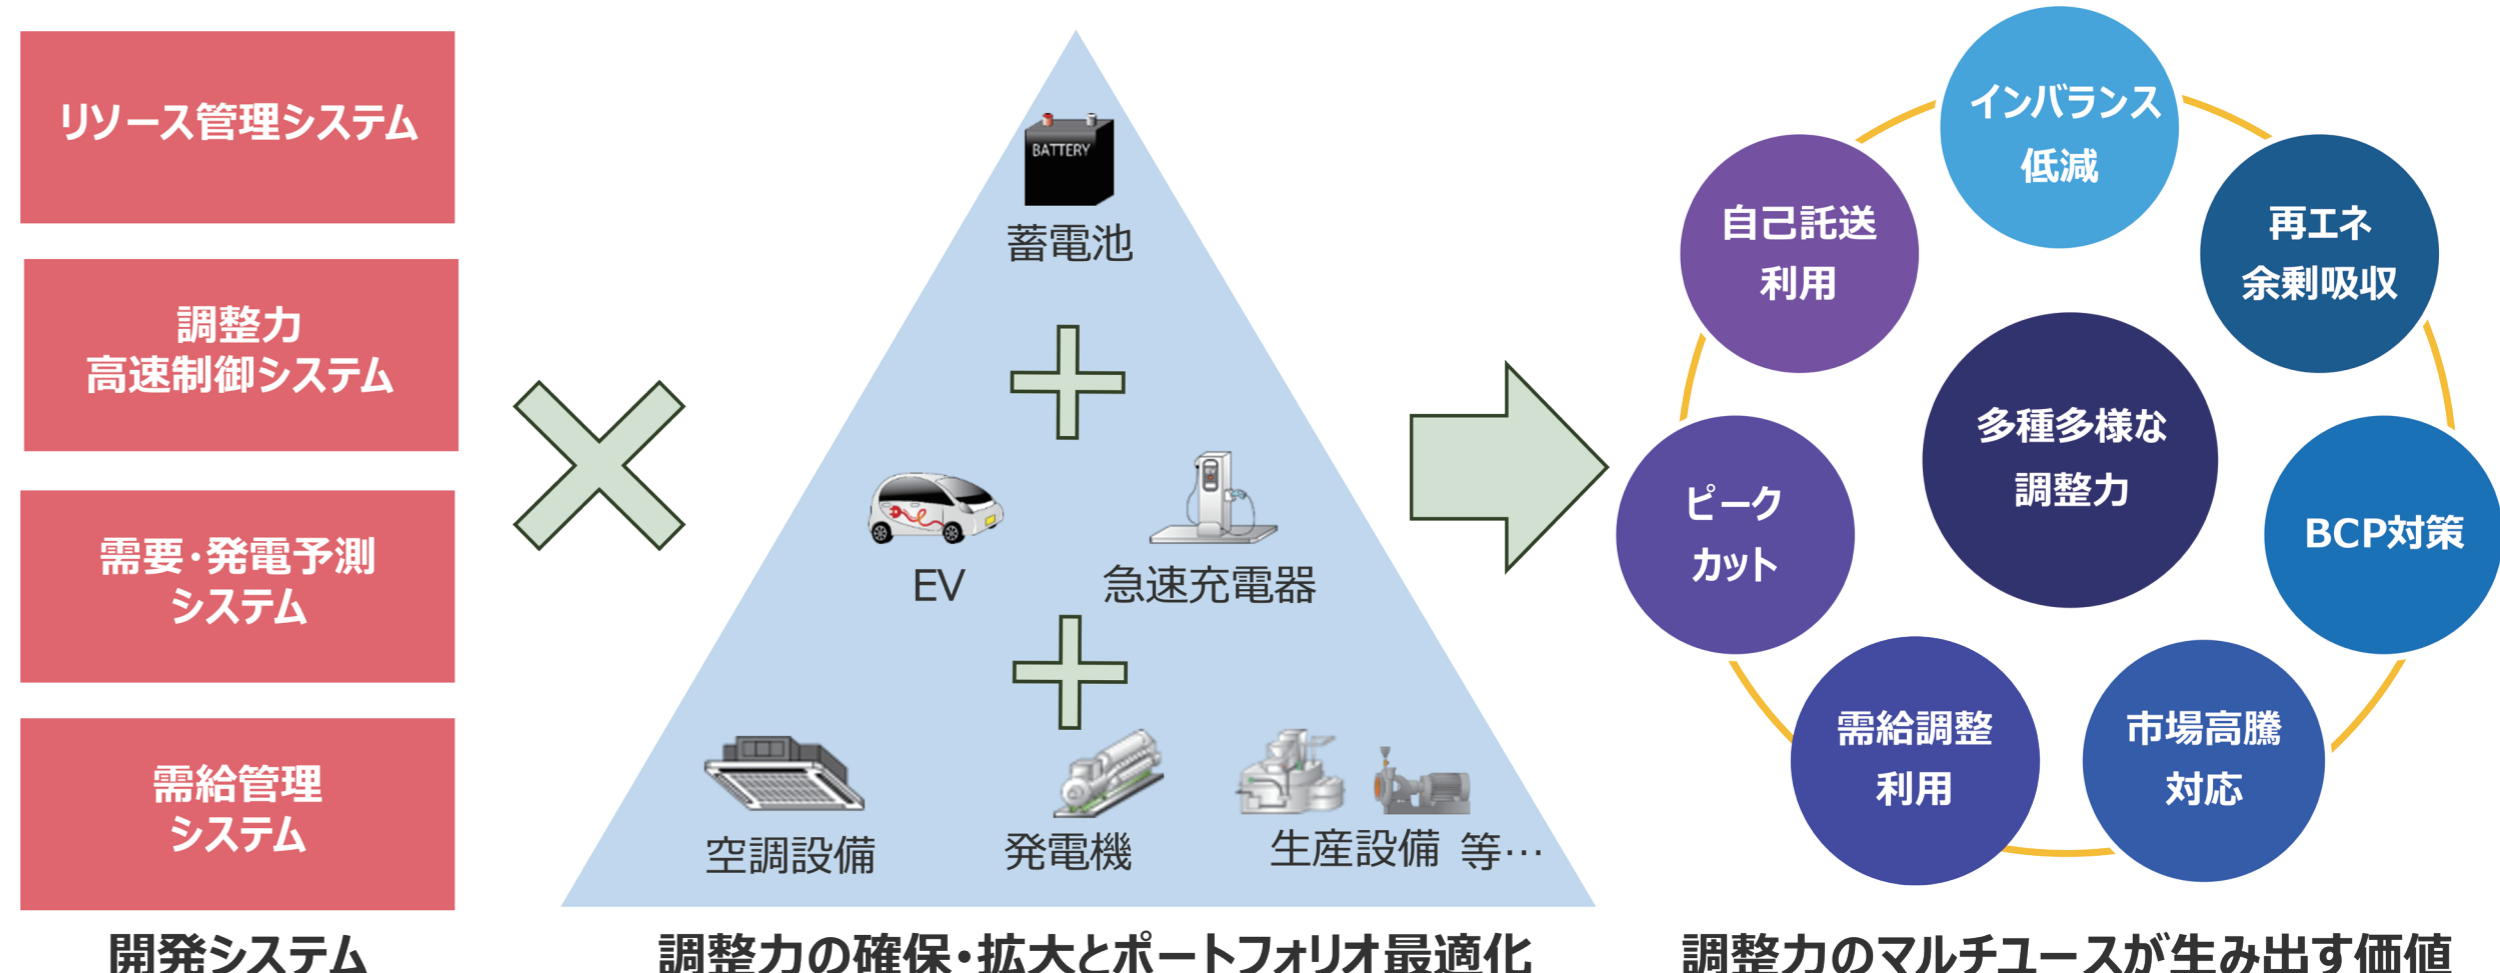 リソース管理システム
調整力
高速制御システム
需要・発電予測
システム
需給管理
システム
開発システム
BATTERY
蓄電池
EV
急速充電器
空調設備
発電機
生産設備 等…
調整力の確保・拡大とポートフォリオ最適化
インバランス
低減
再エネ
余剰吸収
BCP対策
市場高騰
対応
需給調整
利用
ピーク
カット
自己託送
利用
多種多様な
調整力
調整力のマルチユースが生み出す価値